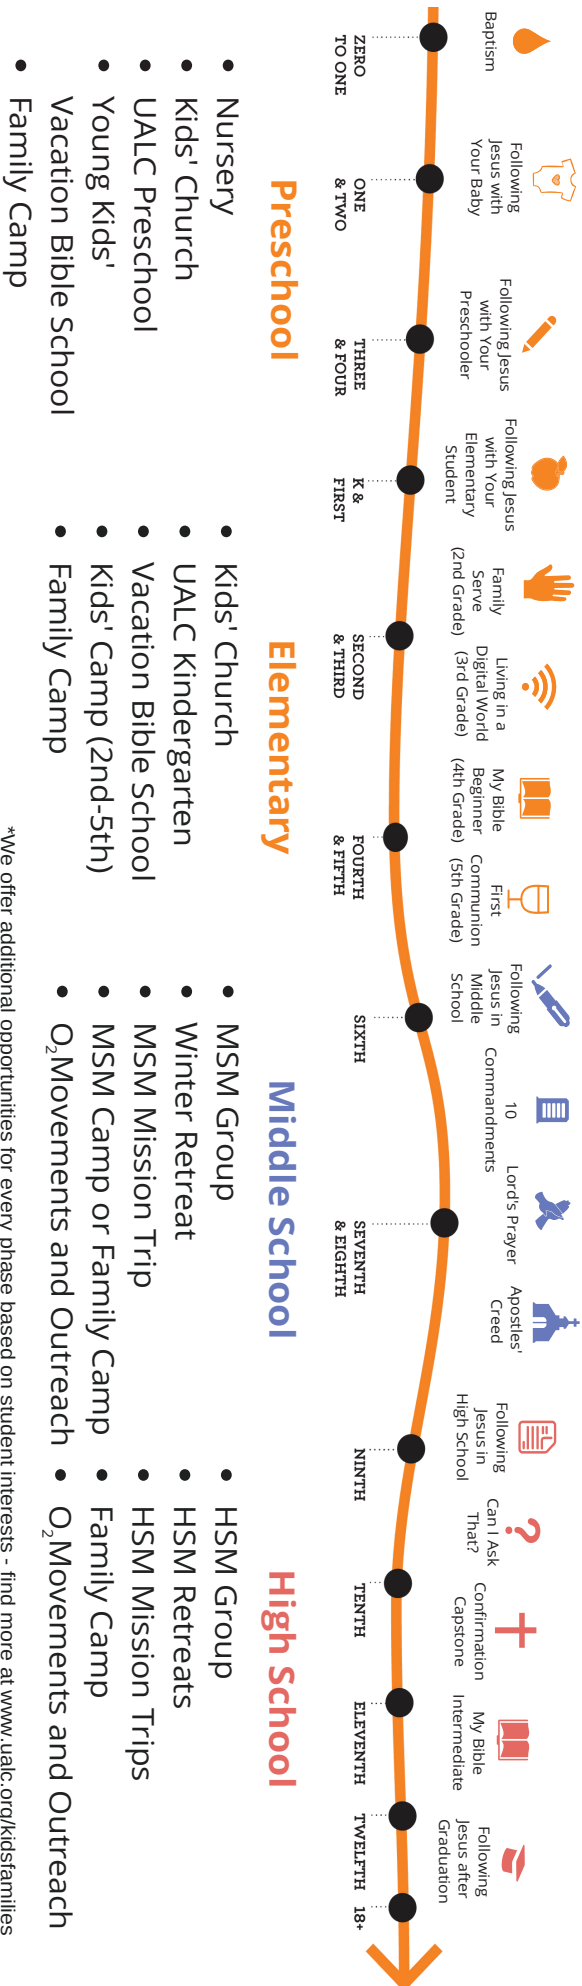 Baptism
Following
Jesus with
Your Baby
Following Jesus
with Your
Preschooler
Following Jesus
with Your
Elementary
Student
Family
Serve
(2nd Grade)
Living in a
Digital World
(3rd Grade)
My Bible
Beginner
(4th Grade)
First
Communion
(5th Grade)
Following
Jesus in
Middle
School
10
Commandments
Lord's Prayer
Apostles'
Creed
Following
Jesus in
High School
Can I Ask
That?
Confirmation
Capstone
My Bible
Intermediate
Following
Jesus after
Graduation
ZERO
TO ONE
ONE
& TWO
THREE
& FOUR
K &
FIRST
SECOND
& THIRD
FOURTH
& FIFTH
SIXTH
SEVENTH
& EIGHTH
NINTH
TENTH
ELEVENTH
TWELFTH
18+
Preschool
• Nursery
• Kids' Church
• UALC Preschool
• Young Kids'
Vacation Bible School
• Family Camp
Elementary
• Kids' Church
• UALC Kindergarten
• Vacation Bible School
• Kids' Camp (2nd-5th)
• Family Camp
Middle School
• MSM Group
• Winter Retreat
• MSM Mission Trip
• MSM Camp or Family Camp
• O₂Movements and Outreach
High School
• HSM Group
• HSM Retreats
• HSM Mission Trips
• Family Camp
• O₂Movements and Outreach
*We offer additional opportunities for every phase based on student interests - find more at www.ualc.org/kidsfamilies